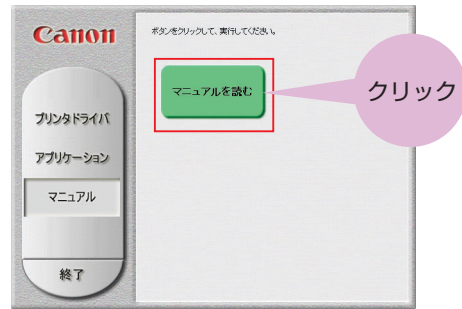 Canon
ボタンをクリックして、実行してください。
マニュアルを読む
クリック
プリンタドライバ
アプリケーション
マニュアル
終了